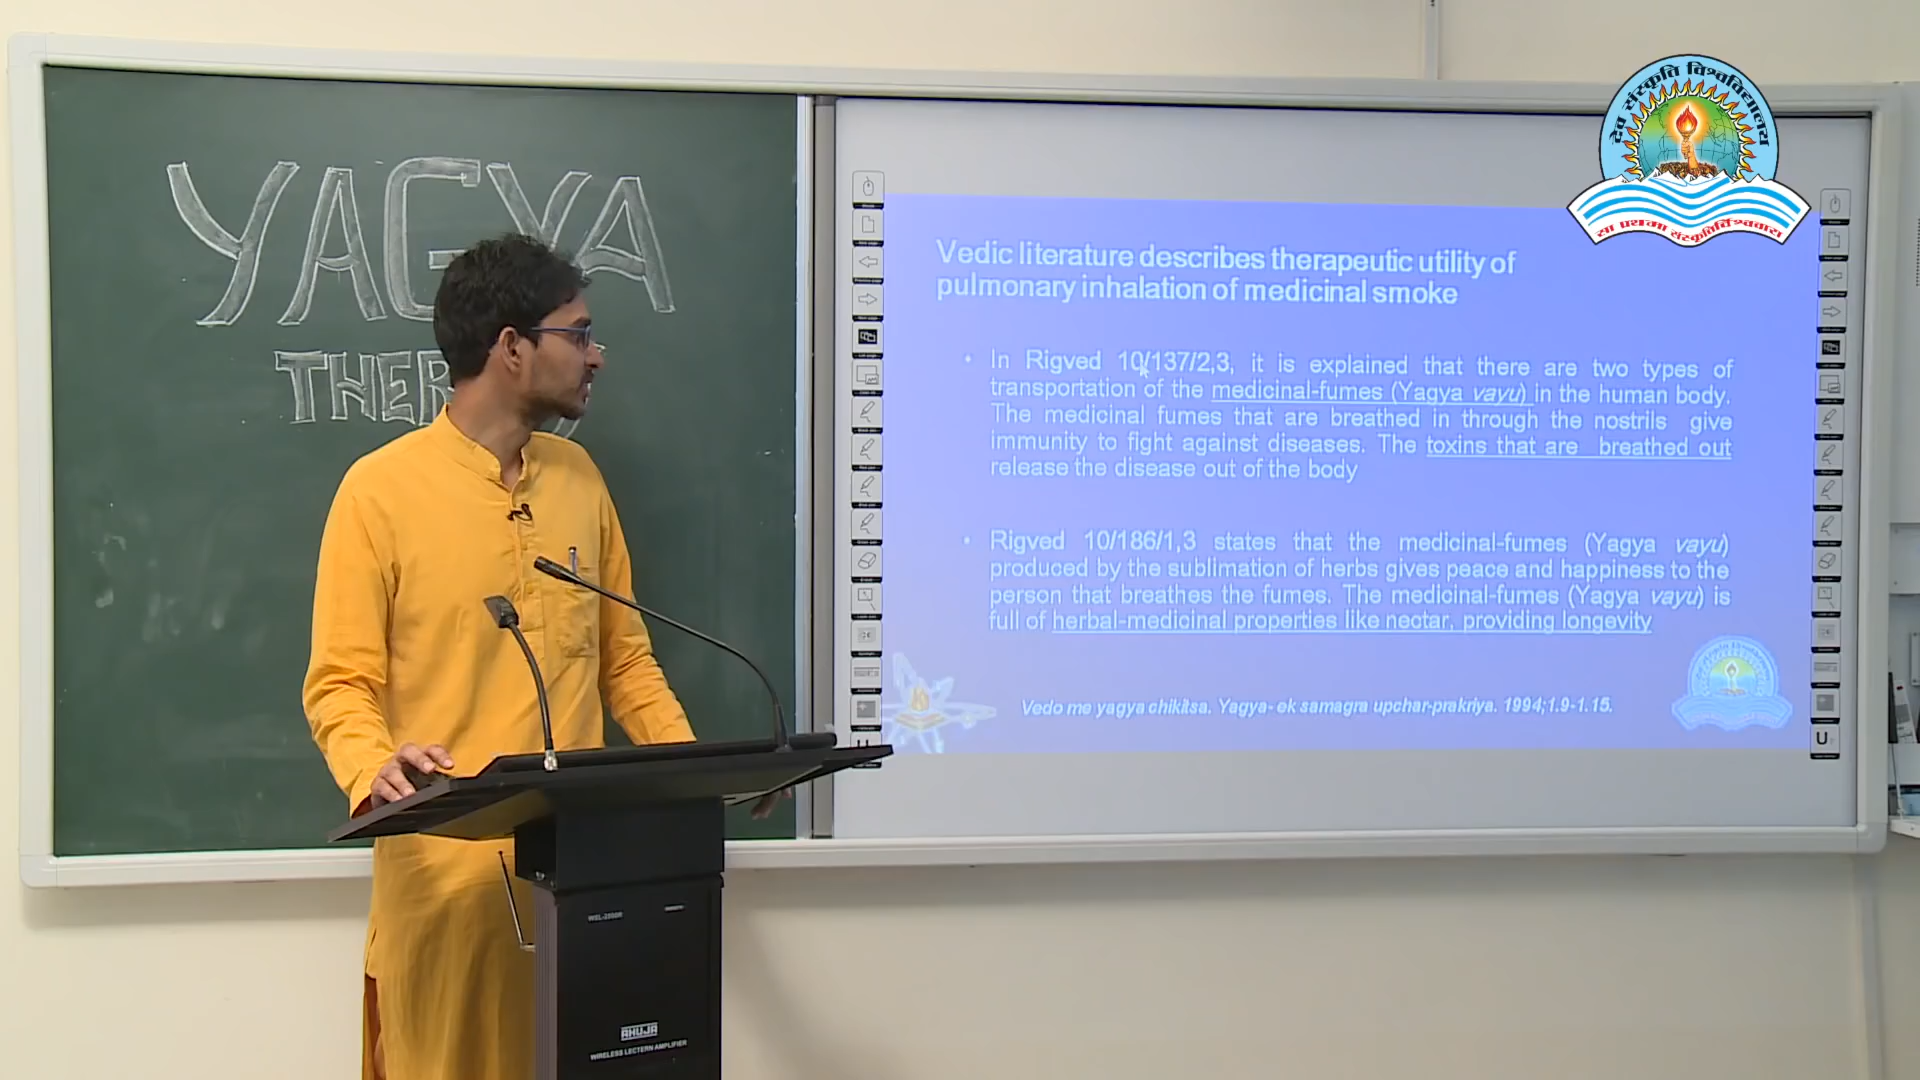 YAGYA
THER
देव संस्कृति विश्वविद्यालय
सा प्रथमा संस्कृतिर्विश्ववारा
Vedic literature describes therapeutic utility of
pulmonary inhalation of medicinal smoke
• In Rigved 10/137/2,3, it is explained that there are two types of
transportation of the medicinal-fumes (Yagya vayu) in the human body.
The medicinal fumes that are breathed in through the nostrils give
immunity to fight against diseases. The toxins that are breathed out
release the disease out of the body
• Rigved 10/186/1,3 states that the medicinal-fumes (Yagya vayu)
produced by the sublimation of herbs gives peace and happiness to the
person that breathes the fumes. The medicinal-fumes (Yagya vayu) is
full of herbal-medicinal properties like nectar, providing longevity
Vedo me yagya chikitsa. Yagya- ek samagra upchar-prakriya. 1994;1.9-1.15.
U
AHUJA
WIRELESS LECTERN AMPLIFIER